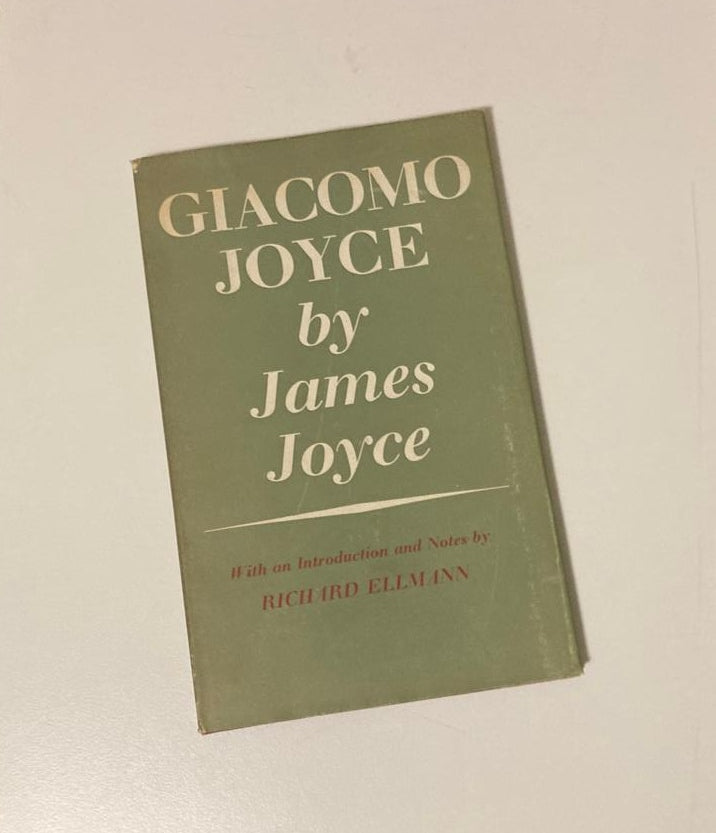 GIACOMO
JOYCE
by
James
Joyce
With an Introduction and Notes by
RICHARD ELLMANN